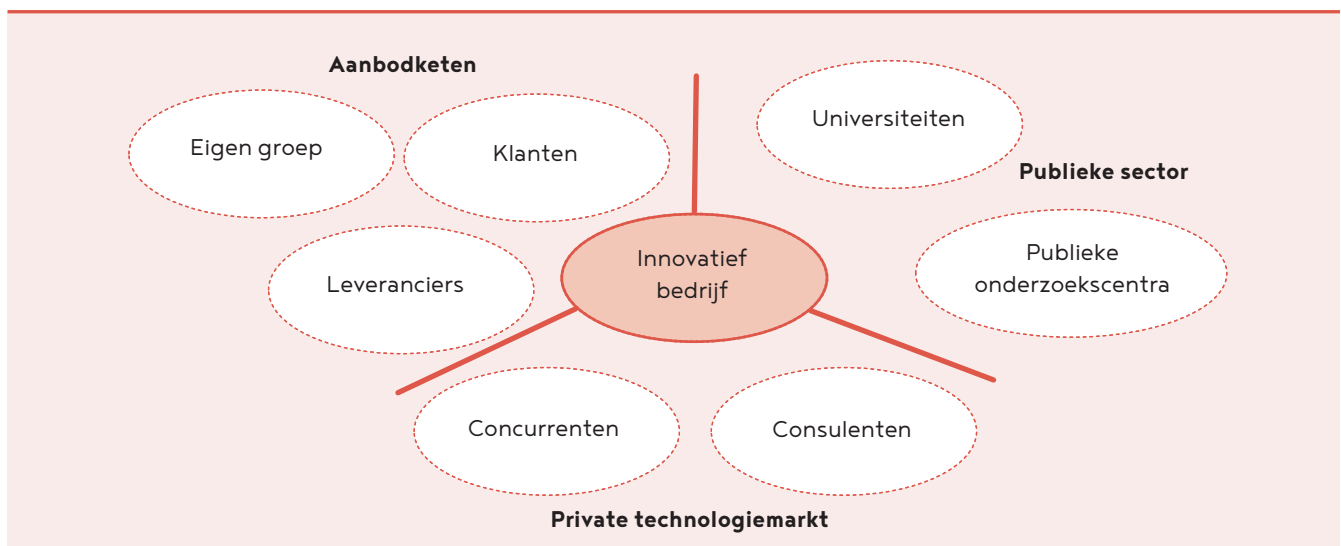 Aanbodketen
Eigen groep
Klanten
Leveranciers
Universiteiten
Publieke sector
Publieke
onderzoekscentra
Innovatief
bedrijf
Concurrenten
Consulenten
Private technologiemarkt